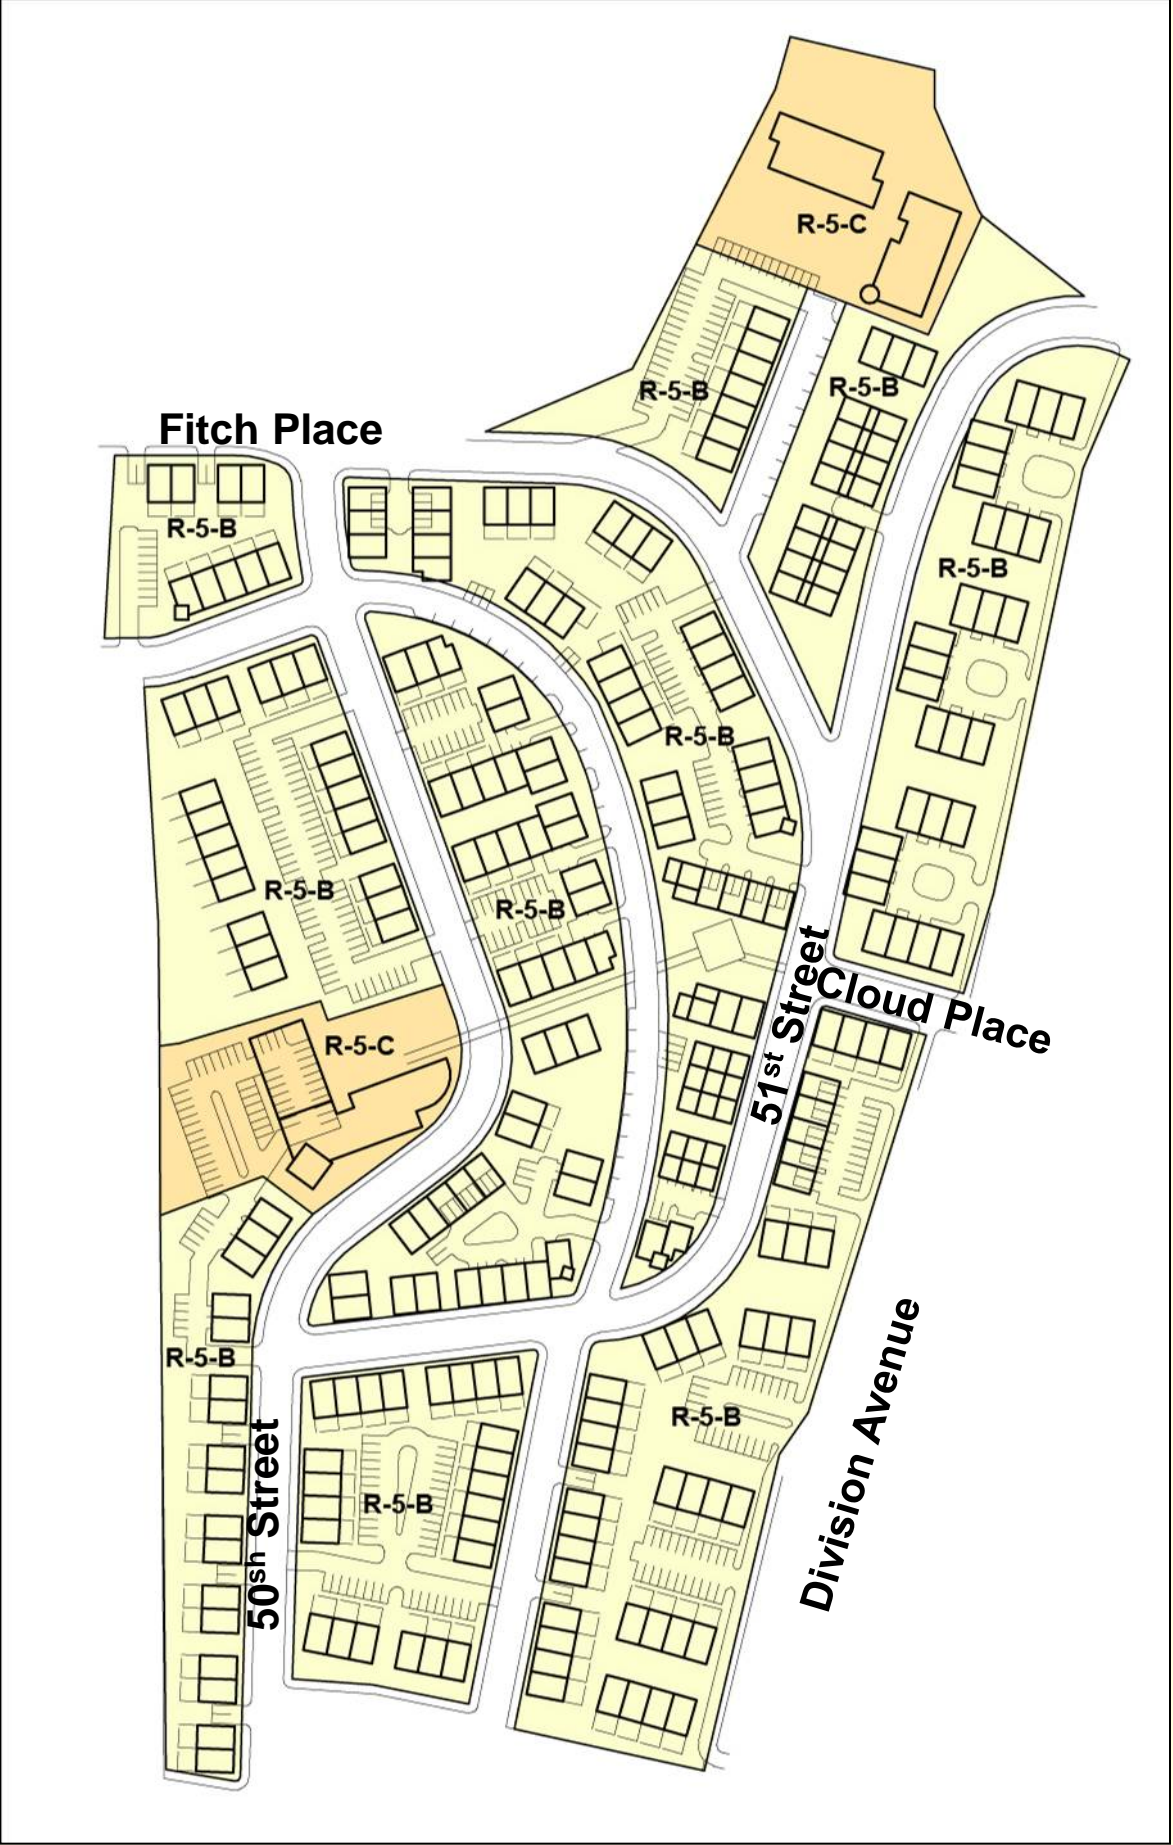 R-5-C
R-5-B
R-5-B
Fitch Place
R-5-B
R-5-B
R-5-B
R-5-B
R-5-B
51st Street
Cloud Place
R-5-C
R-5-B
R-5-B
Division Avenue
50sh Street
R-5-B